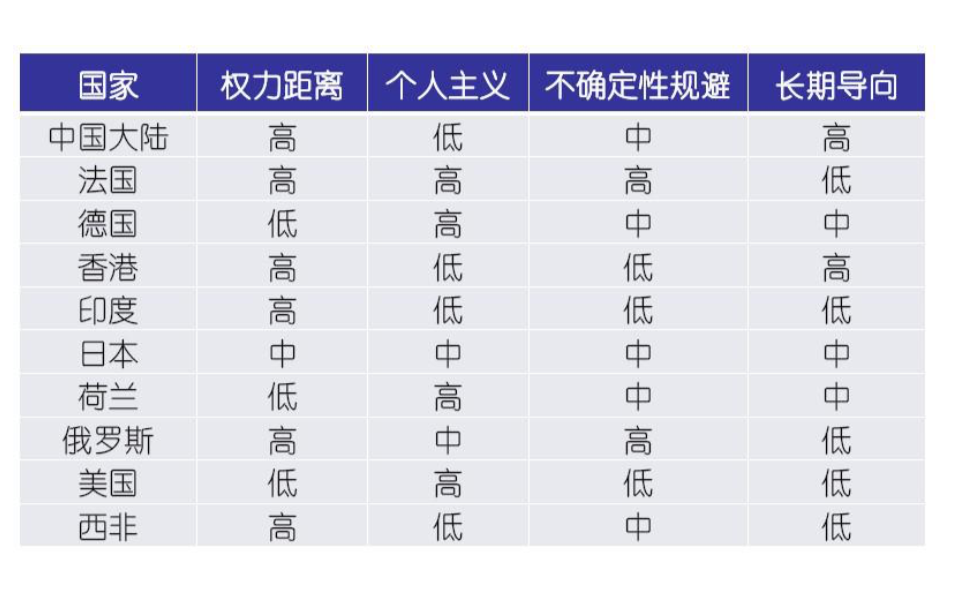 国家 权力距离 个人主义 不确定性规避 长期导向
中国大陆 高 低 中 高
法国 高 高 高 低
德国 低 高 中 中
香港 高 低 低 高
印度 高 低 低 低
日本 中 中 中 中
荷兰 低 高 中 中
俄罗斯 高 中 高 低
美国 低 高 低 低
西非 高 低 中 低